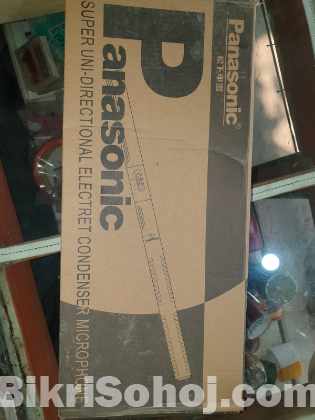 Panasonic®
松下电器
Panasonic
SUPER UNI-DIRECTIONAL ELECTRET CONDENSER MICROPHONE
BikriSohoj.com